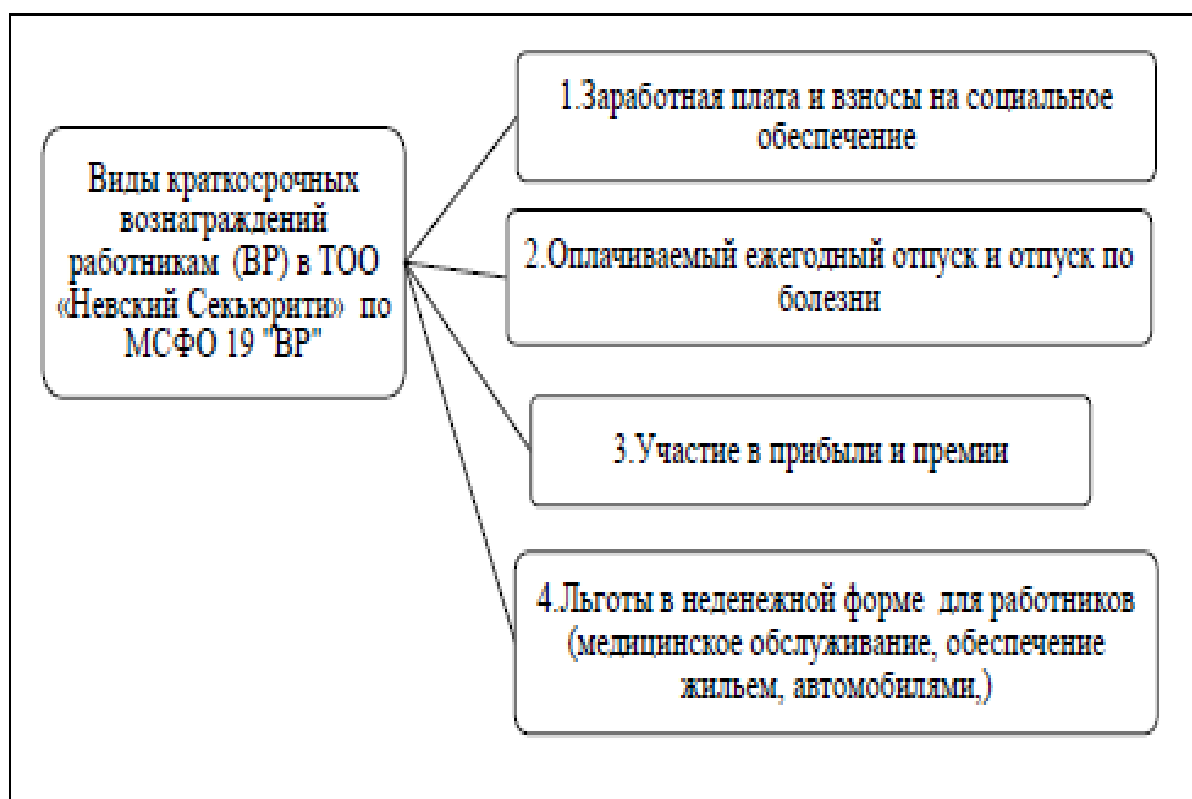 Виды краткосрочных
вознаграждений
работникам (ВР) в ТОО
«Невский Секьюрити» по
МСФО 19 "ВР"
1.Заработная плата и взносы на социальное
обеспечение
2.Оплачиваемый ежегодный отпуск и отпуск по
болезни
3.Участие в прибыли и премии
4.Льготы в неденежной форме для работников
(медицинское обслуживание, обеспечение
жильем, автомобилями,)